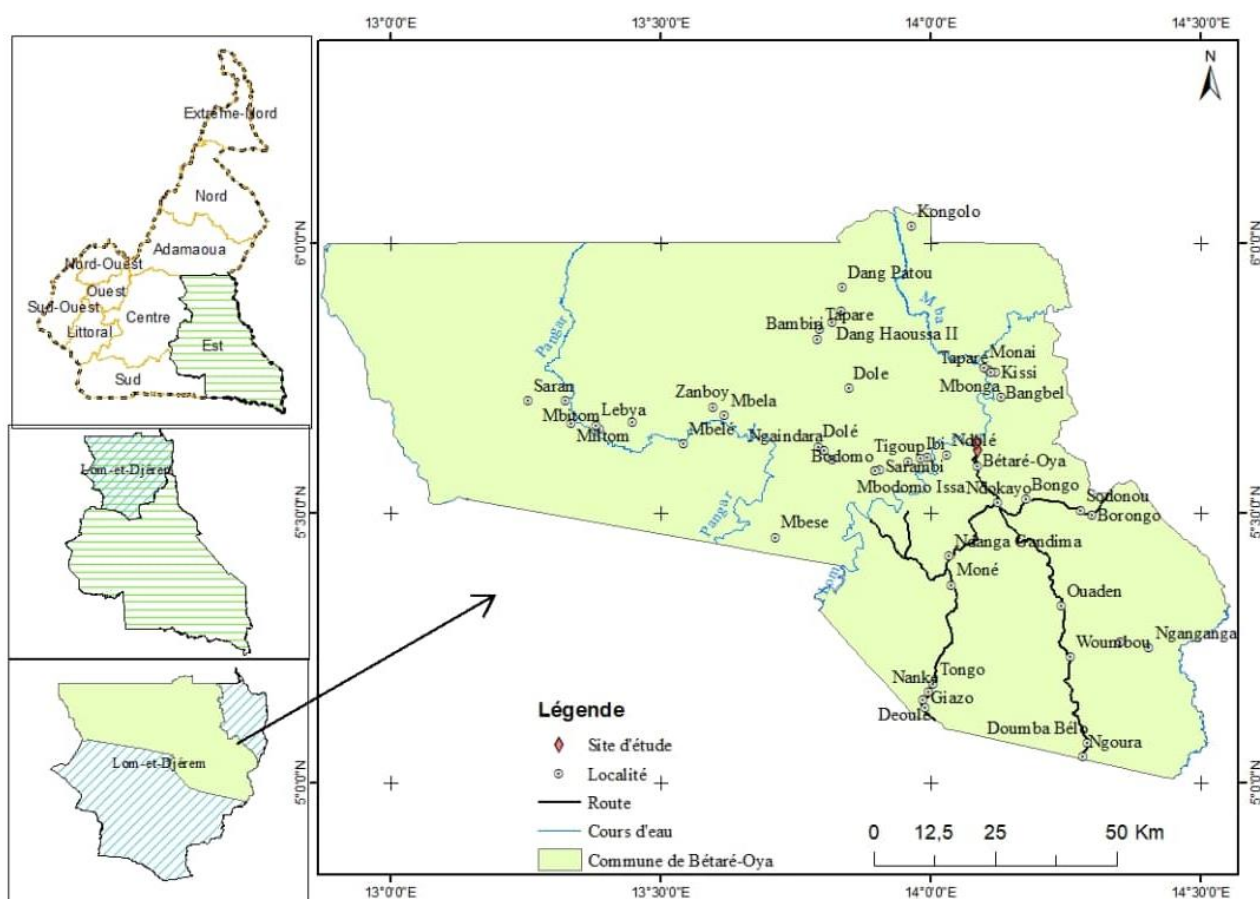 13°0'0"E
13°30'0"E
14°0'0"E
14°30'0"E
N
Extrême-Nord
Nord
Adamaoua
Nord-Ouest
Ouest
Sud-Ouest
Centre
Littoral
Est
Sud
Lom-et-Djérem
Lom-et-Djérem
6°0'0"N
6°0'0"N
5°30'0"N
5°30'0"N
5°0'0"N
5°0'0"N
Kongolo
Dang Patou
M'ba
Tapare
Bambiri
Dang Haoussa II
Pangar
Tapare
Monai
Kissi
Dole
Mbonga
Bangbel
Saran
Zanboy
Mbela
Mbitom
Lebya
Miltom
Mbelé
Ngaindara
Dolé
Tigoup
Ibi
Ndolé
Bodomo
Sarambi
Bétaré-Oya
Mbodomo Issa
Ndokayo
Bongo
Sodonou
Borongo
Pangar
Mbese
Ndanga Gandima
Lom
Moné
Ouaden
Woumbou
Nganganga
Nanké
Tongo
Giazo
Deoule
Doumba Bélo
Ngoura
Légende
Site d'étude
Localité
Route
Cours d'eau
Commune de Bétaré-Oya
0 12,5 25 50 Km
13°0'0"E
13°30'0"E
14°0'0"E
14°30'0"E